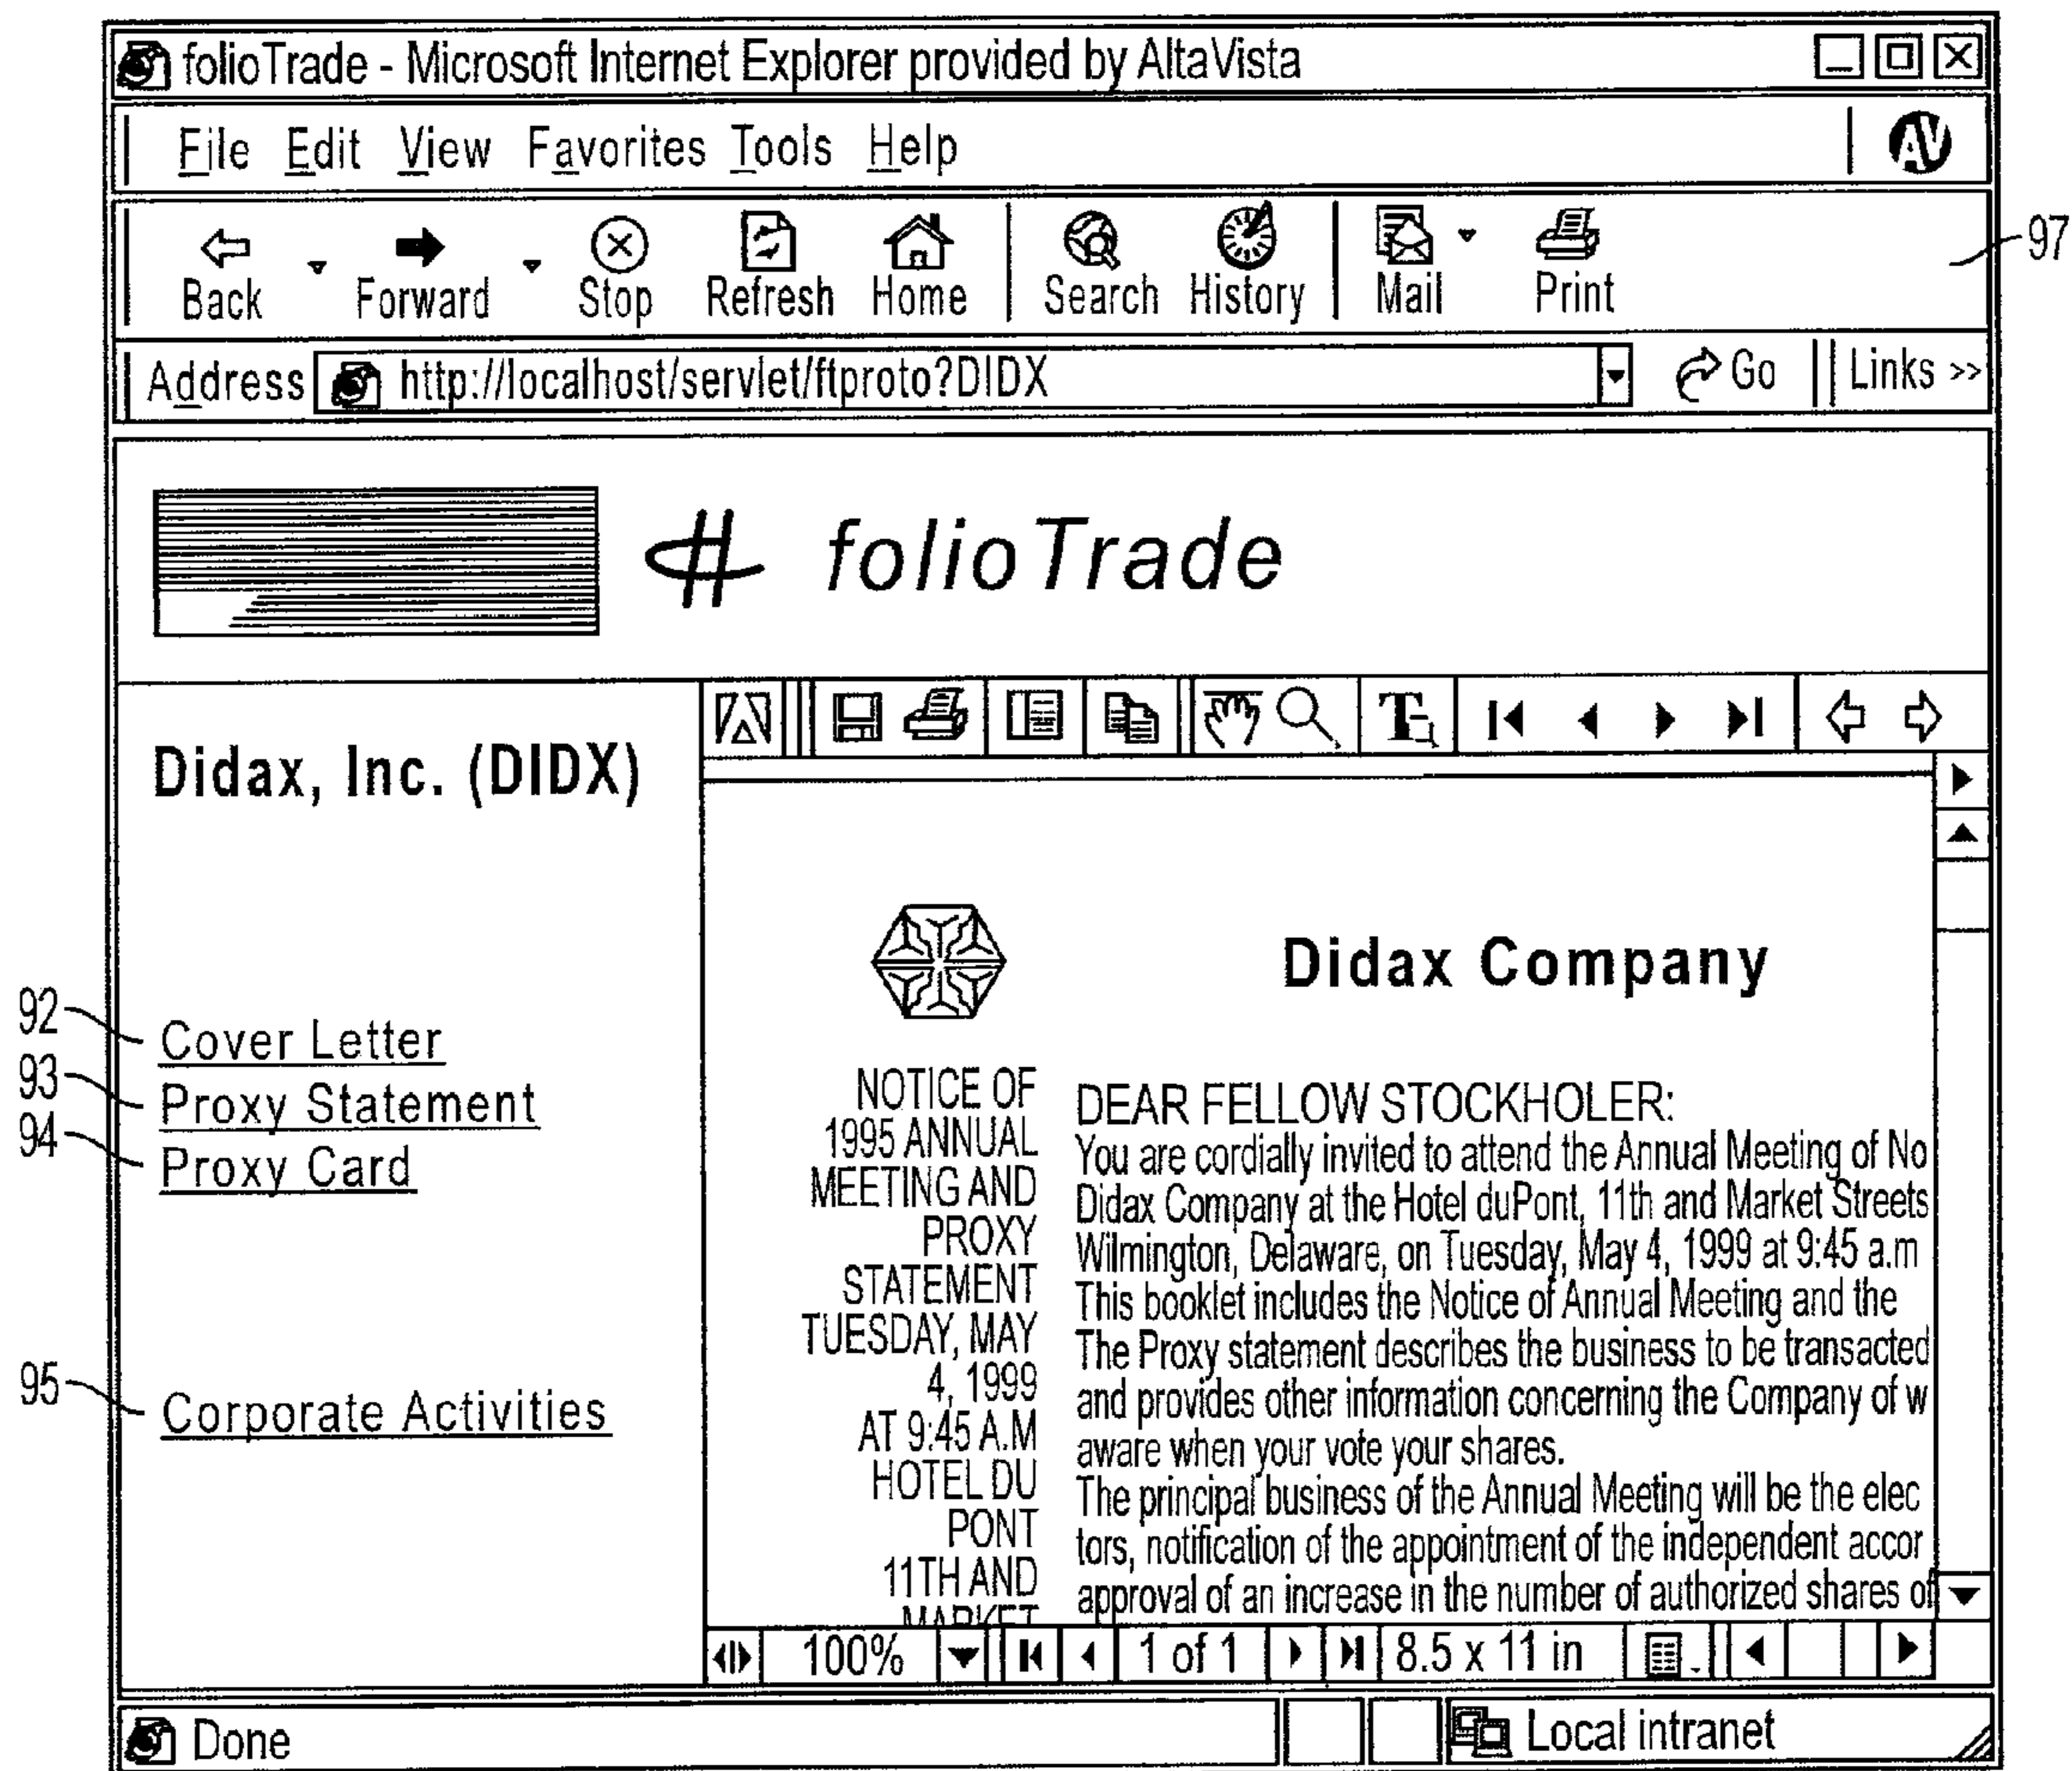 folioTrade - Microsoft Internet Explorer provided by AltaVista
File Edit View Favorites Tools Help
AV
Back Forward Stop Refresh Home Search History Mail Print
97
Address http://localhost/servlet/ftproto?DIDX Go Links >>
folioTrade
Didax, Inc. (DIDX)
92
Cover Letter
93
Proxy Statement
94
Proxy Card
95
Corporate Activities
T
Didax Company
NOTICE OF
1995 ANNUAL
MEETING AND
PROXY
STATEMENT
TUESDAY, MAY
4, 1999
AT 9:45 A.M
HOTEL DU
PONT
11TH AND
MARKET
DEAR FELLOW STOCKHOLER:
You are cordially invited to attend the Annual Meeting of No
Didax Company at the Hotel duPont, 11th and Market Streets
Wilmington, Delaware, on Tuesday, May 4, 1999 at 9:45 a.m
This booklet includes the Notice of Annual Meeting and the
The Proxy statement describes the business to be transacted
and provides other information concerning the Company of w
aware when your vote your shares.
The principal business of the Annual Meeting will be the elec
tors, notification of the appointment of the independent accor
approval of an increase in the number of authorized shares of
100% 1 of 1 8.5 x 11 in
Done Local intranet